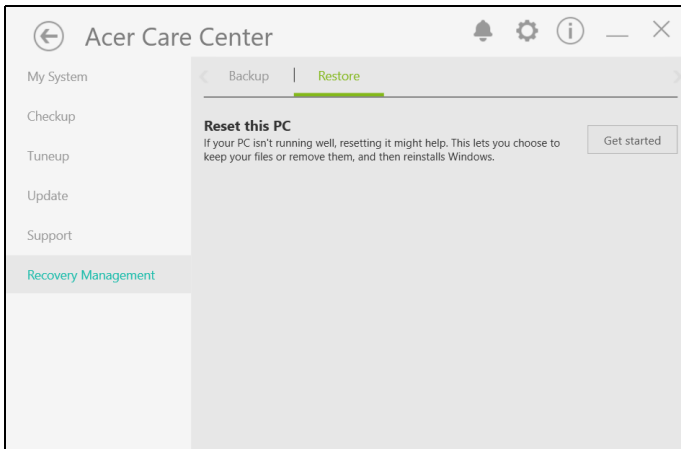 Acer Care Center
My System
Checkup
Tuneup
Update
Support
Recovery Management
Backup | Restore
Reset this PC
If your PC isn't running well, resetting it might help. This lets you choose to
keep your files or remove them, and then reinstalls Windows.
Get started